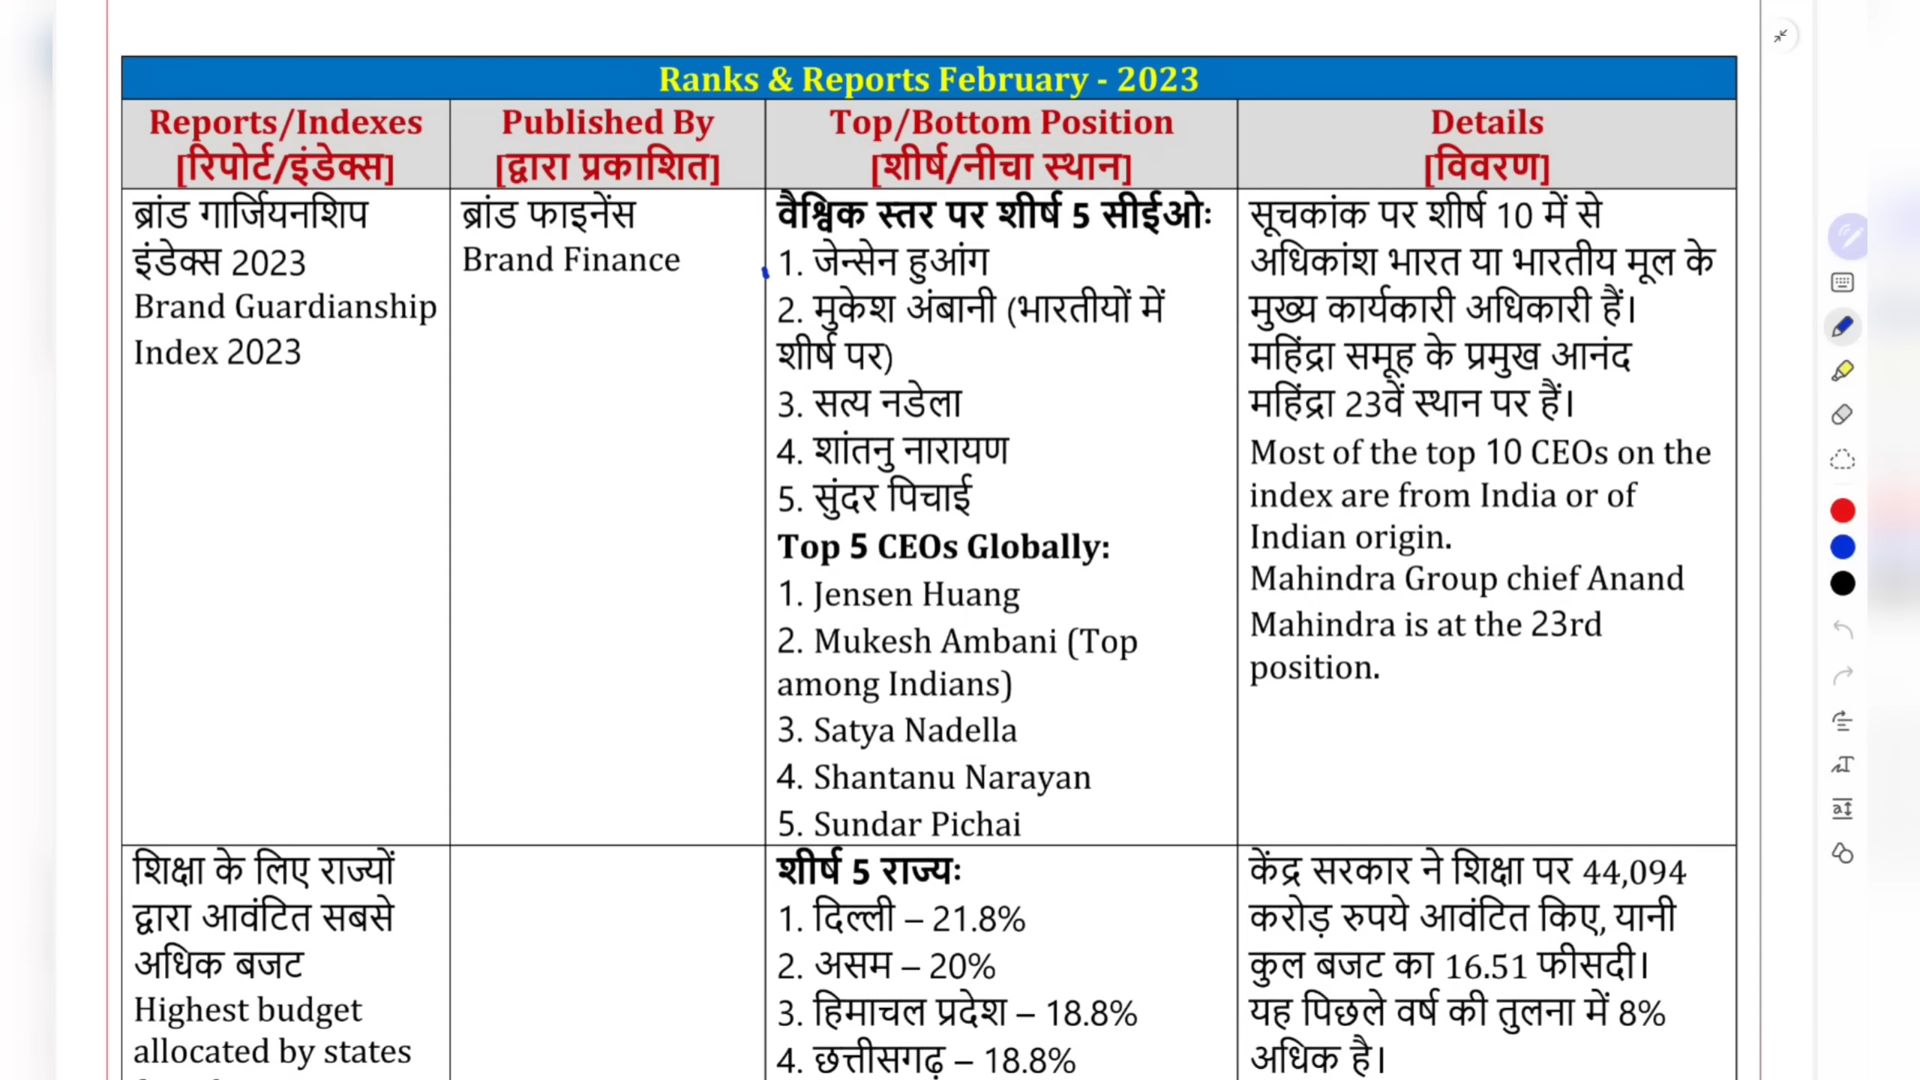 Ranks & Reports February - 2023
Reports/Indexes
[रिपोर्ट/इंडेक्स]
Published By
[द्वारा प्रकाशित]
Top/Bottom Position
[शीर्ष/नीचा स्थान]
Details
[विवरण]
ब्रांड गार्जियनशिप
इंडेक्स 2023
Brand Guardianship
Index 2023
ब्रांड फाइनेंस
Brand Finance
वैश्विक स्तर पर शीर्ष 5 सीईओः
1. जेन्सेन हुआंग
2. मुकेश अंबानी (भारतीयों में
शीर्ष पर)
3. सत्य नडेला
4. शांतनु नारायण
5. सुंदर पिचाई
Top 5 CEOs Globally:
1. Jensen Huang
2. Mukesh Ambani (Top
among Indians)
3. Satya Nadella
4. Shantanu Narayan
5. Sundar Pichai
सूचकांक पर शीर्ष 10 में से
अधिकांश भारत या भारतीय मूल के
मुख्य कार्यकारी अधिकारी हैं।
महिंद्रा समूह के प्रमुख आनंद
महिंद्रा 23वें स्थान पर हैं।
Most of the top 10 CEOs on the
index are from India or of
Indian origin.
Mahindra Group chief Anand
Mahindra is at the 23rd
position.
शिक्षा के लिए राज्यों
द्वारा आवंटित सबसे
अधिक बजट
Highest budget
allocated by states
शीर्ष 5 राज्यः
1. दिल्ली – 21.8%
2. असम – 20%
3. हिमाचल प्रदेश – 18.8%
4. छत्तीसगढ़ – 18.8%
केंद्र सरकार ने शिक्षा पर 44,094
करोड़ रुपये आवंटित किए, यानी
कुल बजट का 16.51 फीसदी।
यह पिछले वर्ष की तुलना में 8%
अधिक है।